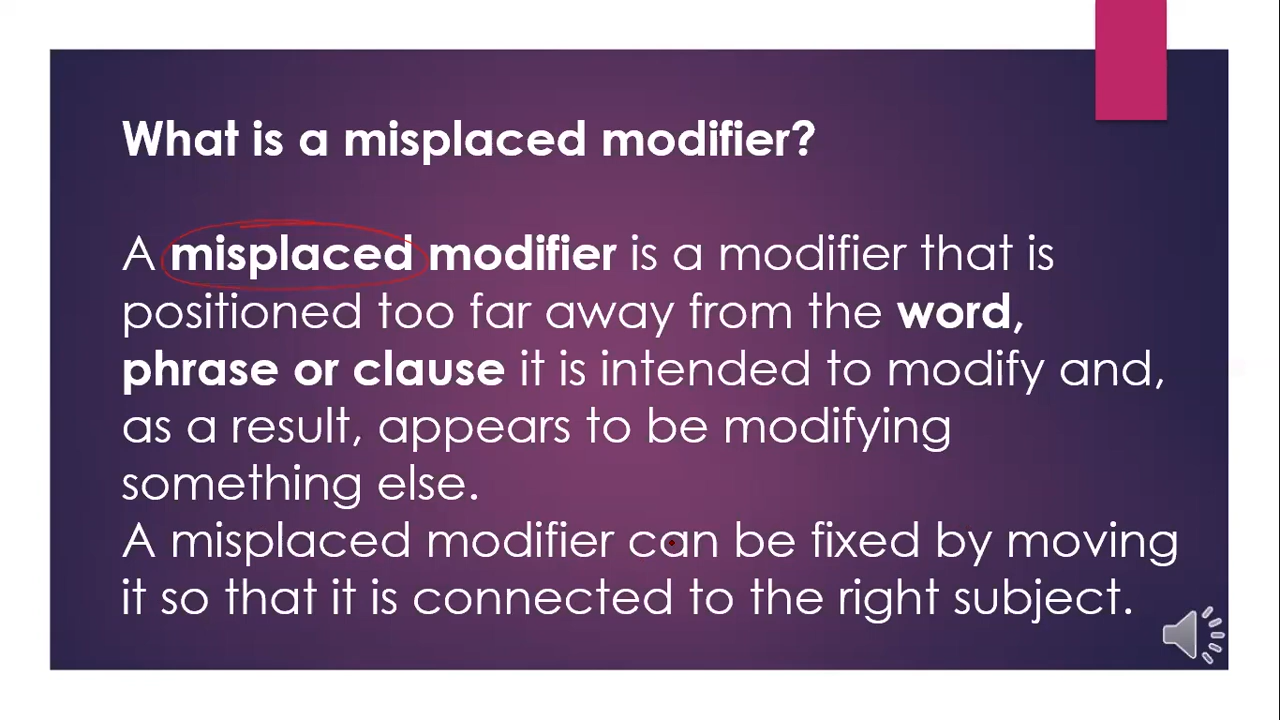 What is a misplaced modifier?
A misplaced modifier is a modifier that is
positioned too far away from the word,
phrase or clause it is intended to modify and,
as a result, appears to be modifying
something else.
A misplaced modifier can be fixed by moving
it so that it is connected to the right subject.